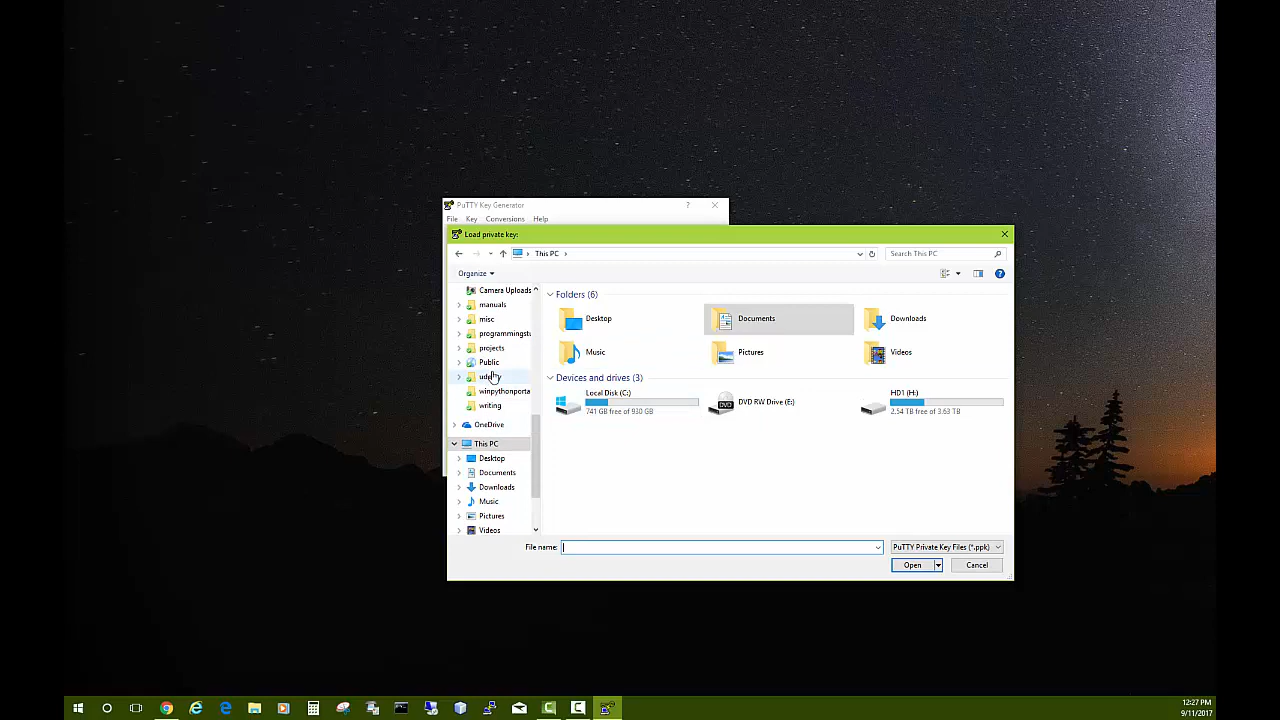 PuTTY Key Generator
?
File Key Conversions Help
Load private key:
This PC
Search This PC
Organize
Camera Uploads
manuals
misc
programmingstu
projects
Public
winpythonporta
writing
OneDrive
This PC
Desktop
Documents
Downloads
Music
Pictures
Videos
Folders (6)
Desktop
Documents
Downloads
Music
Pictures
Videos
Devices and drives (3)
Local Disk (C:)
741 GB free of 930 GB
DVD RW Drive (E:)
HD1 (H:)
2.54 TB free of 3.63 TB
File name:
PuTTY Private Key Files (*.ppk)
Open
Cancel
12:27 PM
9/11/2017